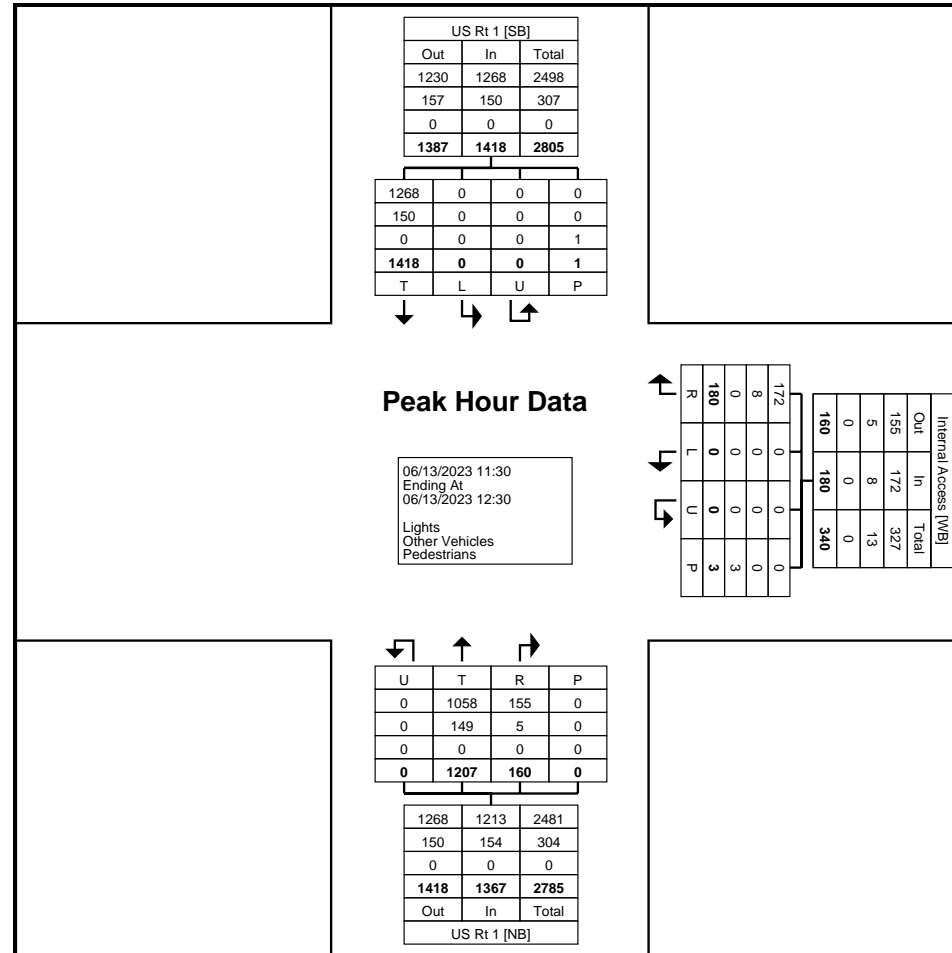 US Rt 1 [SB]
Out In Total
1230 1268 2498
157 150 307
0 0 0
1387 1418 2805
1268 0 0 0
150 0 0 0
0 0 0 1
1418 0 0 1
T L U P
Peak Hour Data
06/13/2023 11:30
Ending At
06/13/2023 12:30
Lights
Other Vehicles
Pedestrians
Internal Access [WB]
Out In Total
155 172 327
5 8 13
0 0 0
160 180 340
172 0 0 0
8 0 0 0
0 0 0 3
180 0 0 3
R L U P
U T R P
0 1058 155 0
0 149 5 0
0 0 0 0
0 1207 160 0
1268 1213 2481
150 154 304
0 0 0
1418 1367 2785
Out In Total
US Rt 1 [NB]